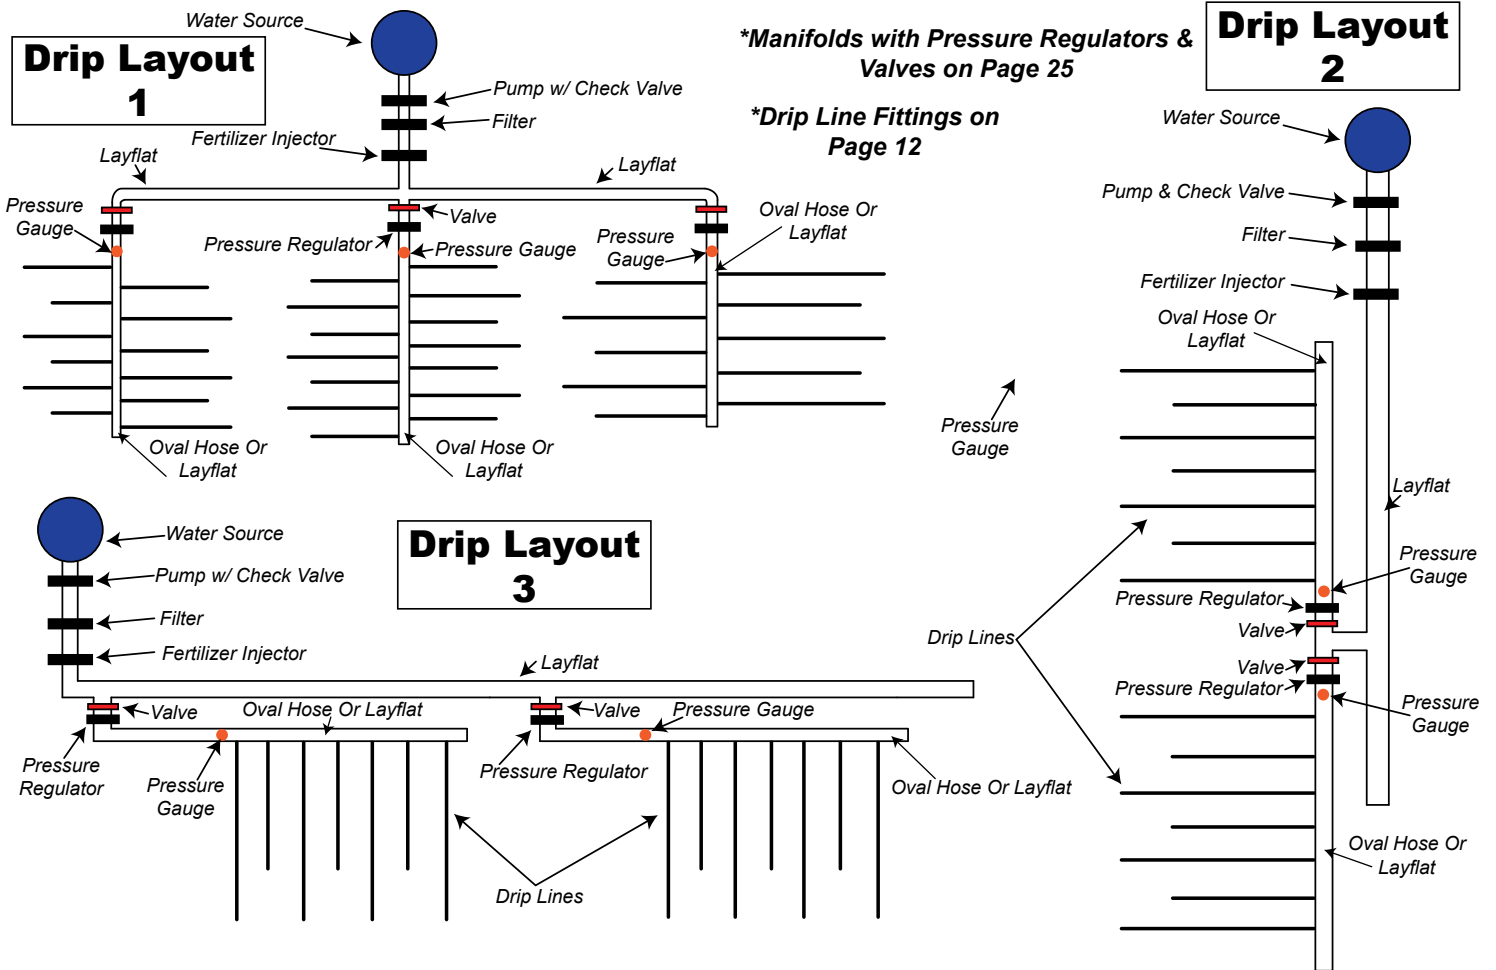 Drip Layout
1
Water Source
Pump w/ Check Valve
Filter
Fertilizer Injector
Layflat
Layflat
Pressure
Gauge
Valve
Pressure Regulator
Pressure Gauge
Pressure
Gauge
Oval Hose Or
Layflat
Oval Hose Or
Layflat
Oval Hose Or
Layflat
*Manifolds with Pressure Regulators &
Valves on Page 25
*Drip Line Fittings on
Page 12
Drip Layout
2
Water Source
Pump & Check Valve
Filter
Fertilizer Injector
Oval Hose Or
Layflat
Pressure
Gauge
Layflat
Pressure
Gauge
Pressure Regulator
Valve
Drip Lines
Valve
Pressure Regulator
Pressure
Gauge
Oval Hose Or
Layflat
Drip Layout
3
Water Source
Pump w/ Check Valve
Filter
Fertilizer Injector
Layflat
Valve
Oval Hose Or Layflat
Valve
Pressure Gauge
Pressure
Regulator
Pressure
Gauge
Pressure Regulator
Oval Hose Or Layflat
Drip Lines